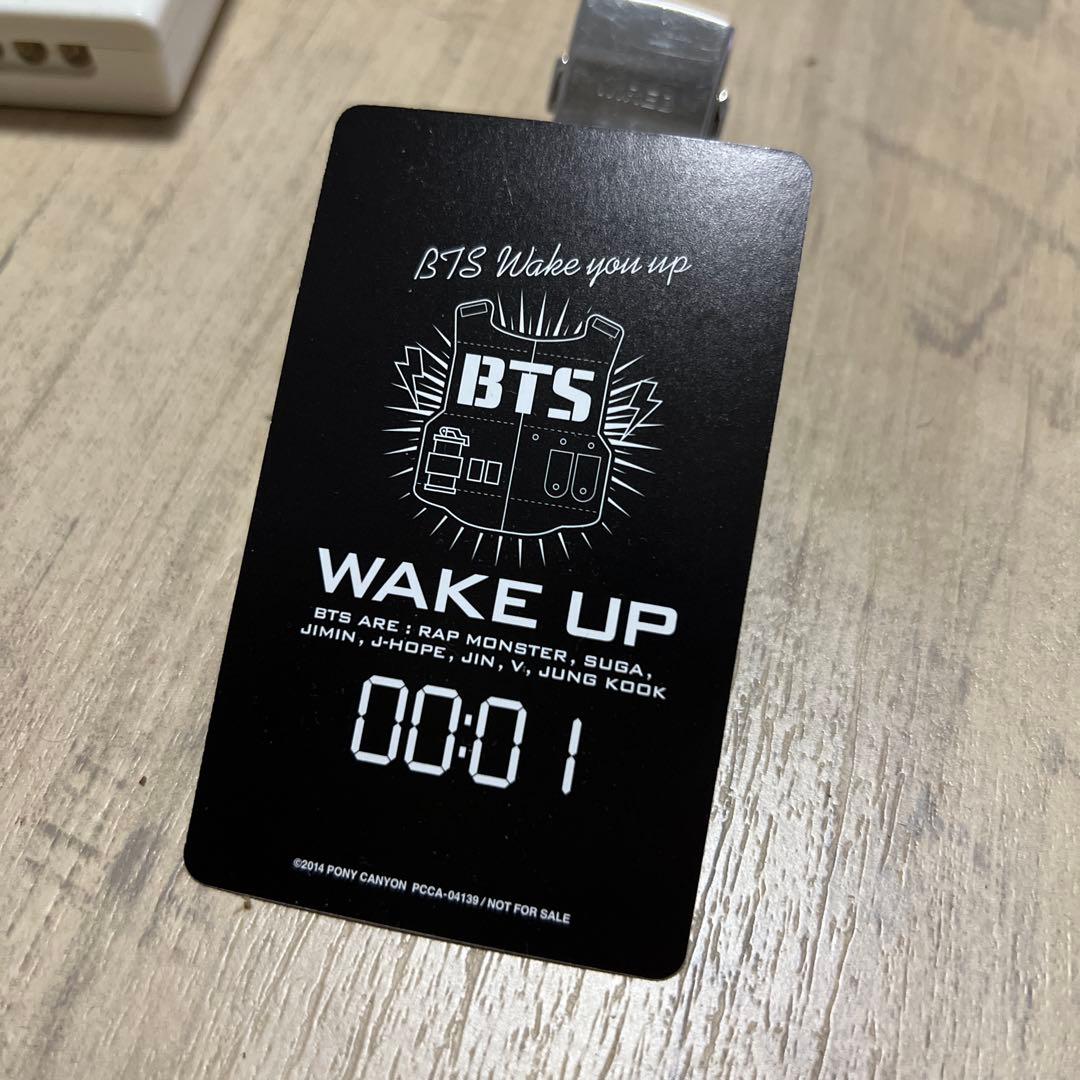 WIRED
BTS Wake you up
BTS
WAKE UP
BTS ARE : RAP MONSTER, SUGA,
JIMIN, J-HOPE, JIN, V, JUNG KOOK
00:01
©2014 PONY CANYON PCCA-04139 / NOT FOR SALE